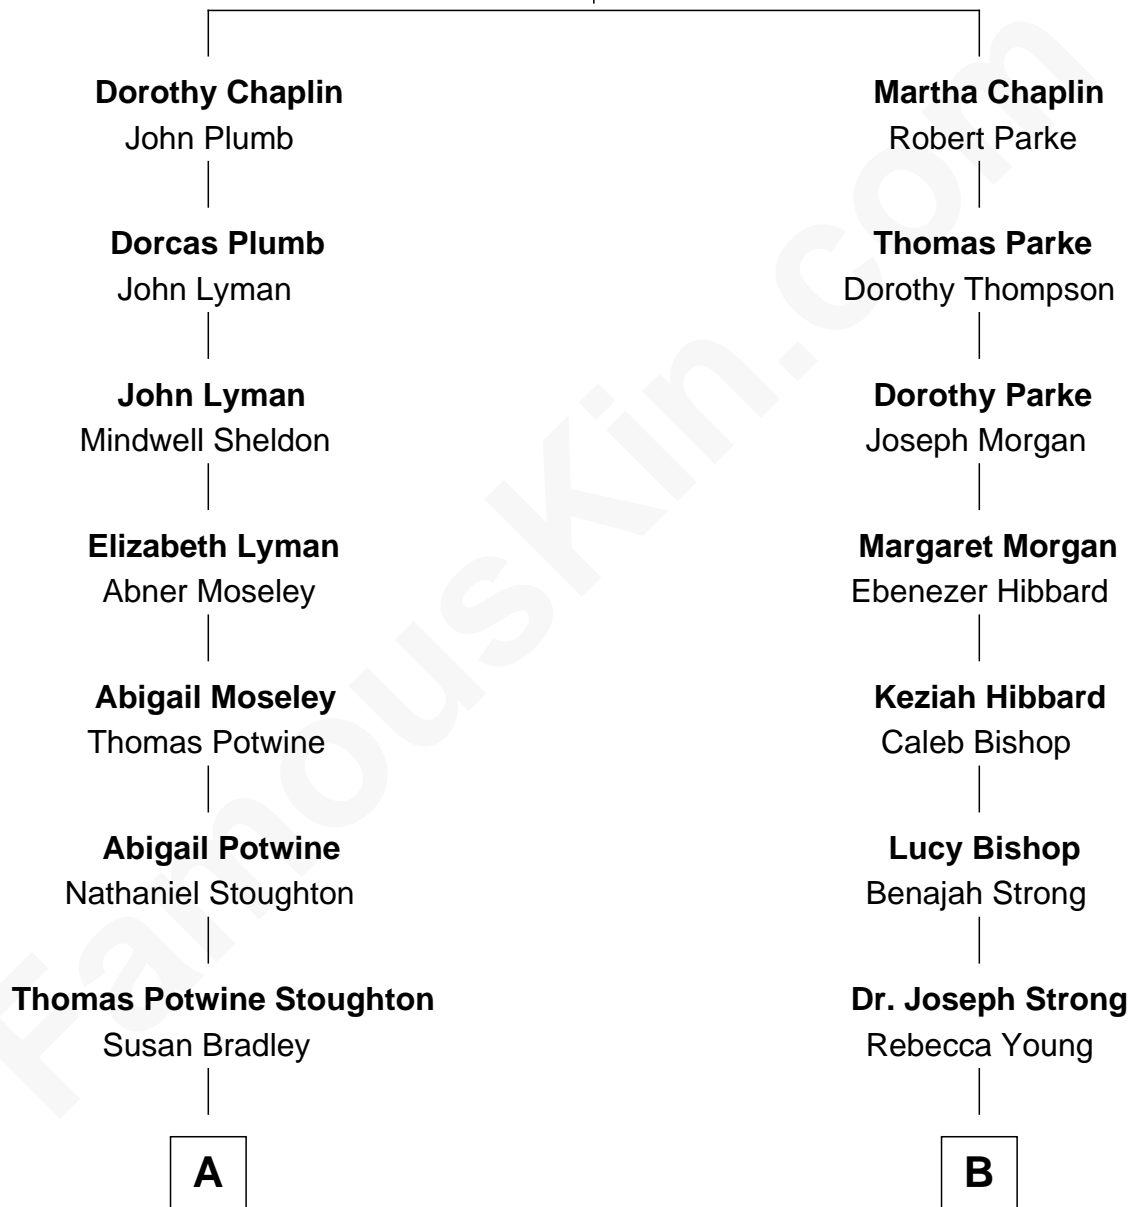 Dorothy Chaplin
John Plumb
Martha Chaplin
Robert Parke
Dorcas Plumb
John Lyman
Thomas Parke
Dorothy Thompson
John Lyman
Mindwell Sheldon
Dorothy Parke
Joseph Morgan
Elizabeth Lyman
Abner Moseley
Margaret Morgan
Ebenezer Hibbard
Abigail Moseley
Thomas Potwine
Keziah Hibbard
Caleb Bishop
Abigail Potwine
Nathaniel Stoughton
Lucy Bishop
Benajah Strong
Thomas Potwine Stoughton
Susan Bradley
Dr. Joseph Strong
Rebecca Young
A
B
FamousKin.com